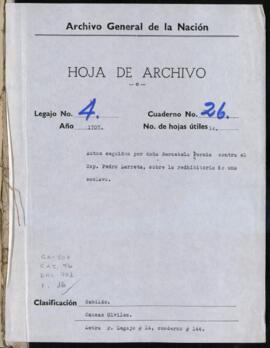 Archivo General de la Nación
HOJA DE ARCHIVO
Legajo No. 4 Cuaderno No. 26.
Año 1707. No. de hojas útiles
Autos seguidos por doña Bernabela Pereda contra el
Cap. Pedro Larreta, sobre la redhibitoria de una
esclava.
Clasificación Cabildo.
Causas Civiles.
Letra P. Legajo # 14, cuaderno # 144.